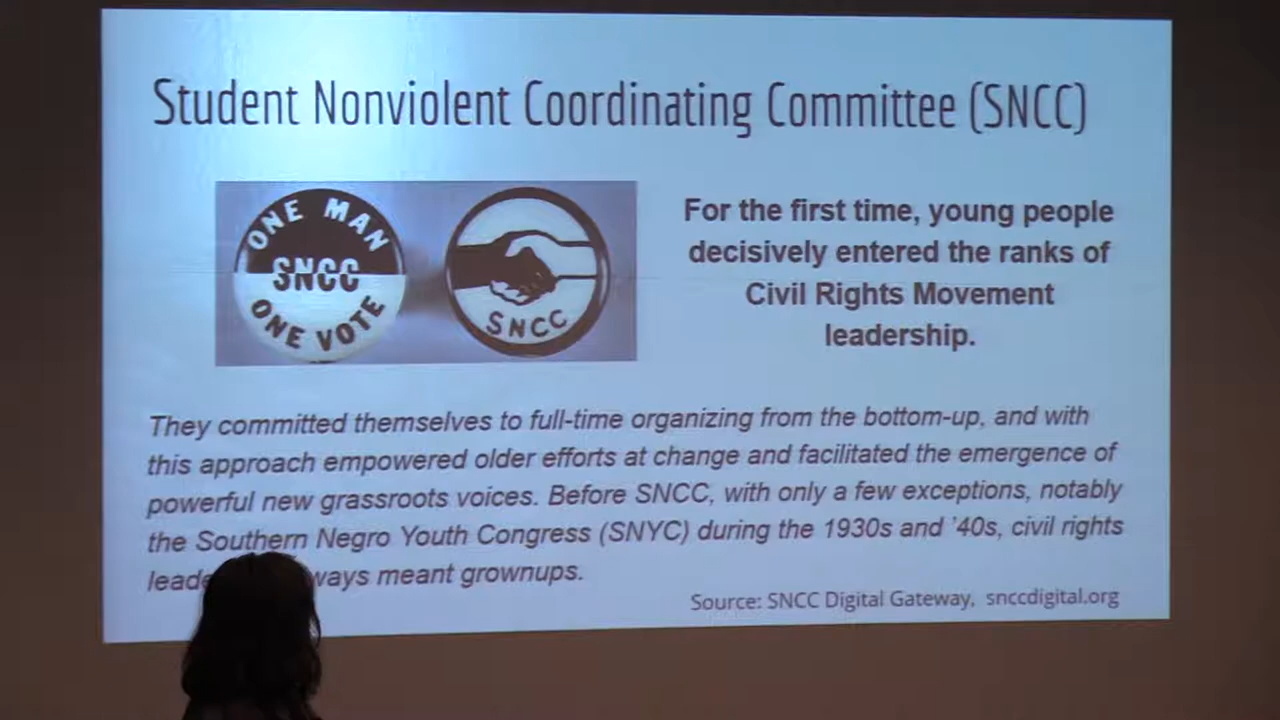 Student Nonviolent Coordinating Committee (SNCC)
ONE MAN
SNCC
ONE VOTE
SNCC
For the first time, young people
decisively entered the ranks of
Civil Rights Movement
leadership.
They committed themselves to full-time organizing from the bottom-up, and with
this approach empowered older efforts at change and facilitated the emergence of
powerful new grassroots voices. Before SNCC, with only a few exceptions, notably
the Southern Negro Youth Congress (SNYC) during the 1930s and '40s, civil rights
meant grownups.
Source: SNCC Digital Gateway, snccdigital.org